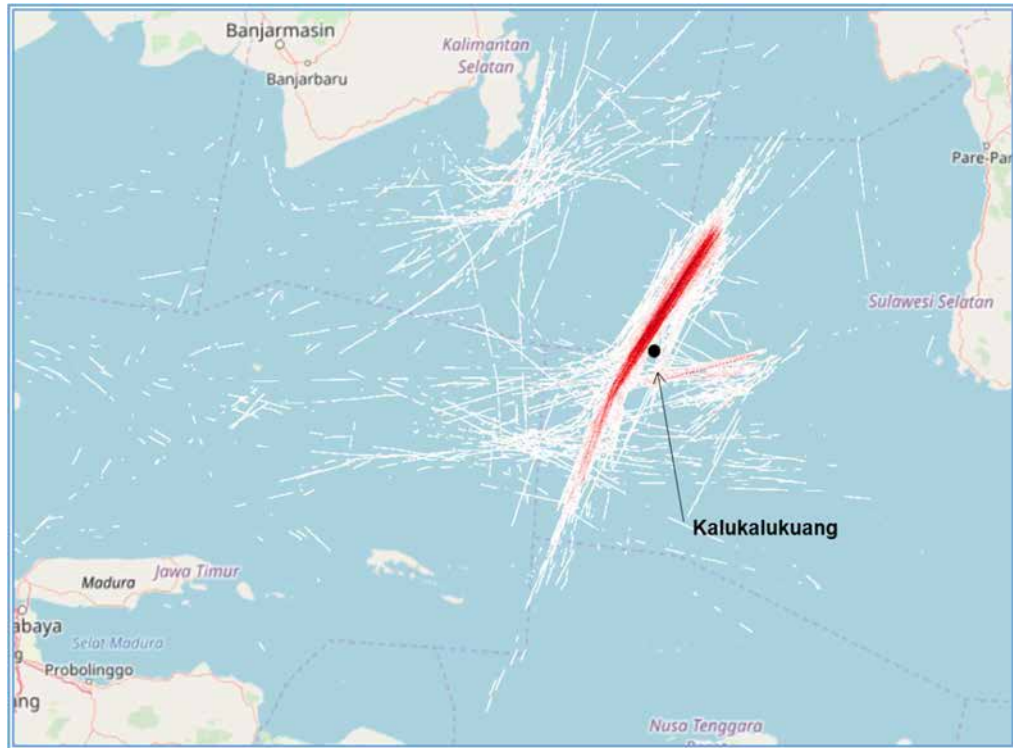 Banjarmasin
Banjarbaru
Kalimantan
Selatan
Pare-Par
Sulawesi Selatan
Kalukalukuang
Madura
Jawa Timur
abaya
Selat Madura
g
Probolinggo
ang
Nusa Tenggara